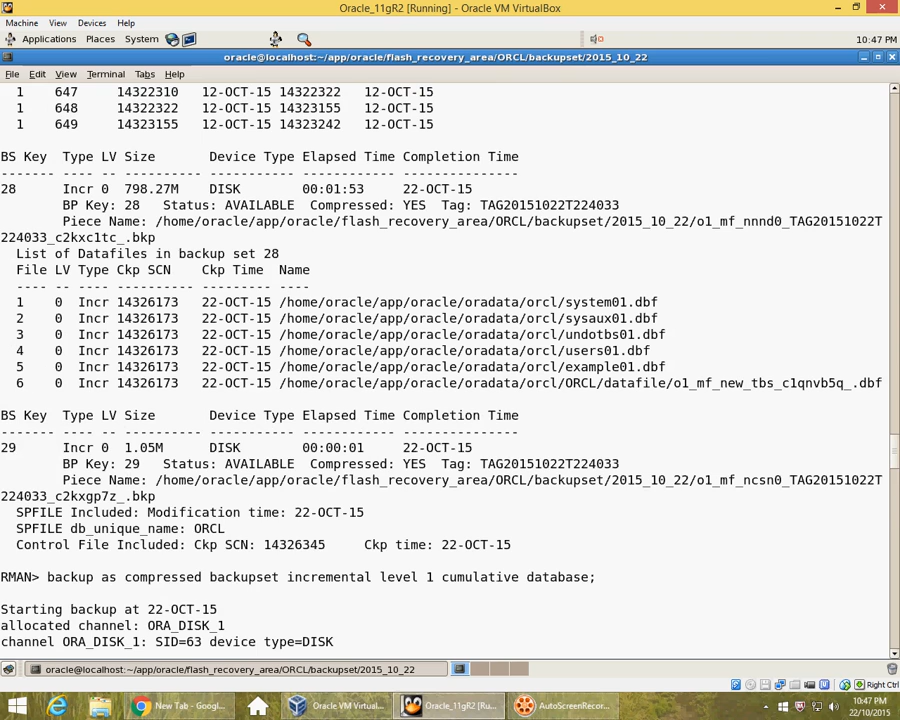 Oracle_11gR2 [Running] - Oracle VM VirtualBox
Machine View Devices Help
Applications Places System 10:47 PM
oracle@localhost:~/app/oracle/flash_recovery_area/ORCL/backupset/2015_10_22
File Edit View Terminal Tabs Help
1 647 14322310 12-OCT-15 14322322 12-OCT-15
1 648 14322322 12-OCT-15 14323155 12-OCT-15
1 649 14323155 12-OCT-15 14323242 12-OCT-15
BS Key Type LV Size Device Type Elapsed Time Completion Time
------- ---- -- ---------- ----------- ------------ ---------------
28 Incr 0 798.27M DISK 00:01:53 22-OCT-15
BP Key: 28 Status: AVAILABLE Compressed: YES Tag: TAG20151022T224033
Piece Name: /home/oracle/app/oracle/flash_recovery_area/ORCL/backupset/2015_10_22/o1_mf_nnnd0_TAG20151022T
224033_c2kxc1tc_.bkp
List of Datafiles in backup set 28
File LV Type Ckp SCN Ckp Time Name
---- -- ---- ---------- --------- ----
1 0 Incr 14326173 22-OCT-15 /home/oracle/app/oracle/oradata/orcl/system01.dbf
2 0 Incr 14326173 22-OCT-15 /home/oracle/app/oracle/oradata/orcl/sysaux01.dbf
3 0 Incr 14326173 22-OCT-15 /home/oracle/app/oracle/oradata/orcl/undotbs01.dbf
4 0 Incr 14326173 22-OCT-15 /home/oracle/app/oracle/oradata/orcl/users01.dbf
5 0 Incr 14326173 22-OCT-15 /home/oracle/app/oracle/oradata/orcl/example01.dbf
6 0 Incr 14326173 22-OCT-15 /home/oracle/app/oracle/oradata/orcl/ORCL/datafile/o1_mf_new_tbs_c1qnvb5q_.dbf
BS Key Type LV Size Device Type Elapsed Time Completion Time
------- ---- -- ---------- ----------- ------------ ---------------
29 Incr 0 1.05M DISK 00:00:01 22-OCT-15
BP Key: 29 Status: AVAILABLE Compressed: YES Tag: TAG20151022T224033
Piece Name: /home/oracle/app/oracle/flash_recovery_area/ORCL/backupset/2015_10_22/o1_mf_ncsn0_TAG20151022T
224033_c2kxgp7z_.bkp
SPFILE Included: Modification time: 22-OCT-15
SPFILE db_unique_name: ORCL
Control File Included: Ckp SCN: 14326345 Ckp time: 22-OCT-15
RMAN> backup as compressed backupset incremental level 1 cumulative database;
Starting backup at 22-OCT-15
allocated channel: ORA_DISK_1
channel ORA_DISK_1: SID=63 device type=DISK
oracle@localhost:~/app/oracle/flash_recovery_area/ORCL/backupset/2015_10_22
Right Ctrl
New Tab - Googl... Oracle VM Virtual... Oracle_11gR2 [Ru... AutoScreenRecor... 10:47 PM
22/10/2015